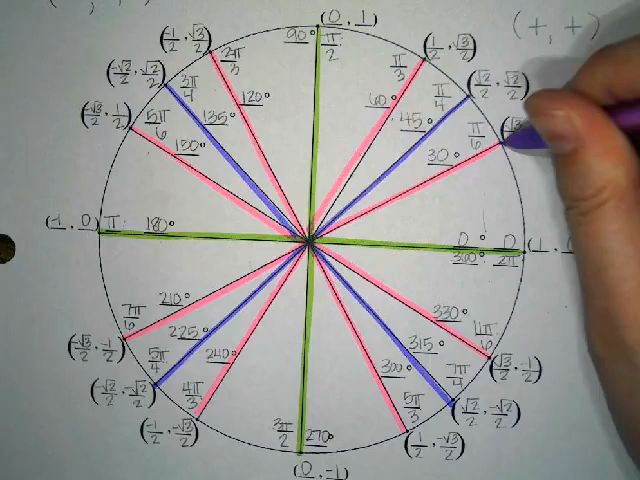 (0, 1)
(+, +)
90° π/2
(-1/2, √3/2) 2π/3 120°
π/3 60° (1/2, √3/2)
(-√2/2, √2/2) 3π/4 135°
π/4 45° (√2/2, √2/2)
(-√3/2, 1/2) 5π/6 150°
π/6 30° (√3
(-1, 0) π 180°
0° 0 (1,
360° 2π
210° 7π/6 (-√3/2, -1/2)
330° (√3/2, -1/2)
225° 5π/4 (-√2/2, -√2/2)
315° 7π/4 (√2/2, -√2/2)
240° 4π/3 (-1/2, -√3/2)
300° 5π/3 (1/2, -√3/2)
3π/2 270°
(0, -1)